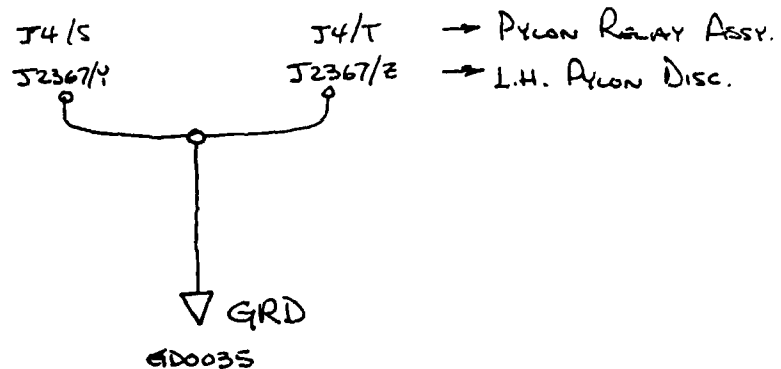 J4/S J4/T → PYLON RELAY ASSY.
J2367/Y J2367/Z → L.H. PYLON DISC.
GRD
GD0035